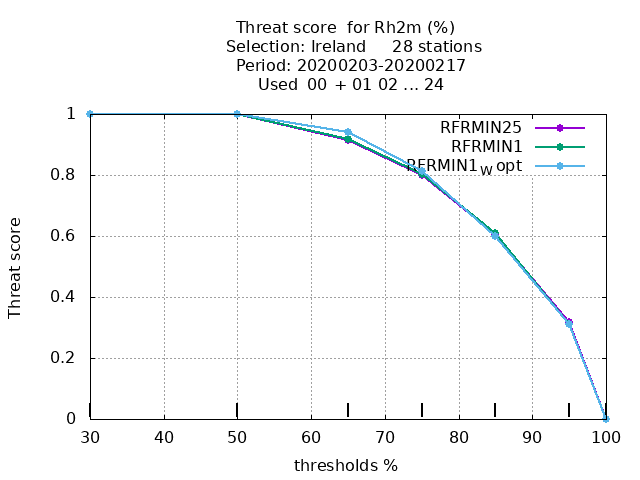 Threat score  for Rh2m (%)
Selection: Ireland     28 stations
Period: 20200203-20200217
Used  00 + 01 02 ... 24
RFRMIN25
RFRMIN1
RFRMIN1W opt
Threat score
1
0.8
0.6
0.4
0.2
0
30 40 50 60 70 80 90 100
thresholds %